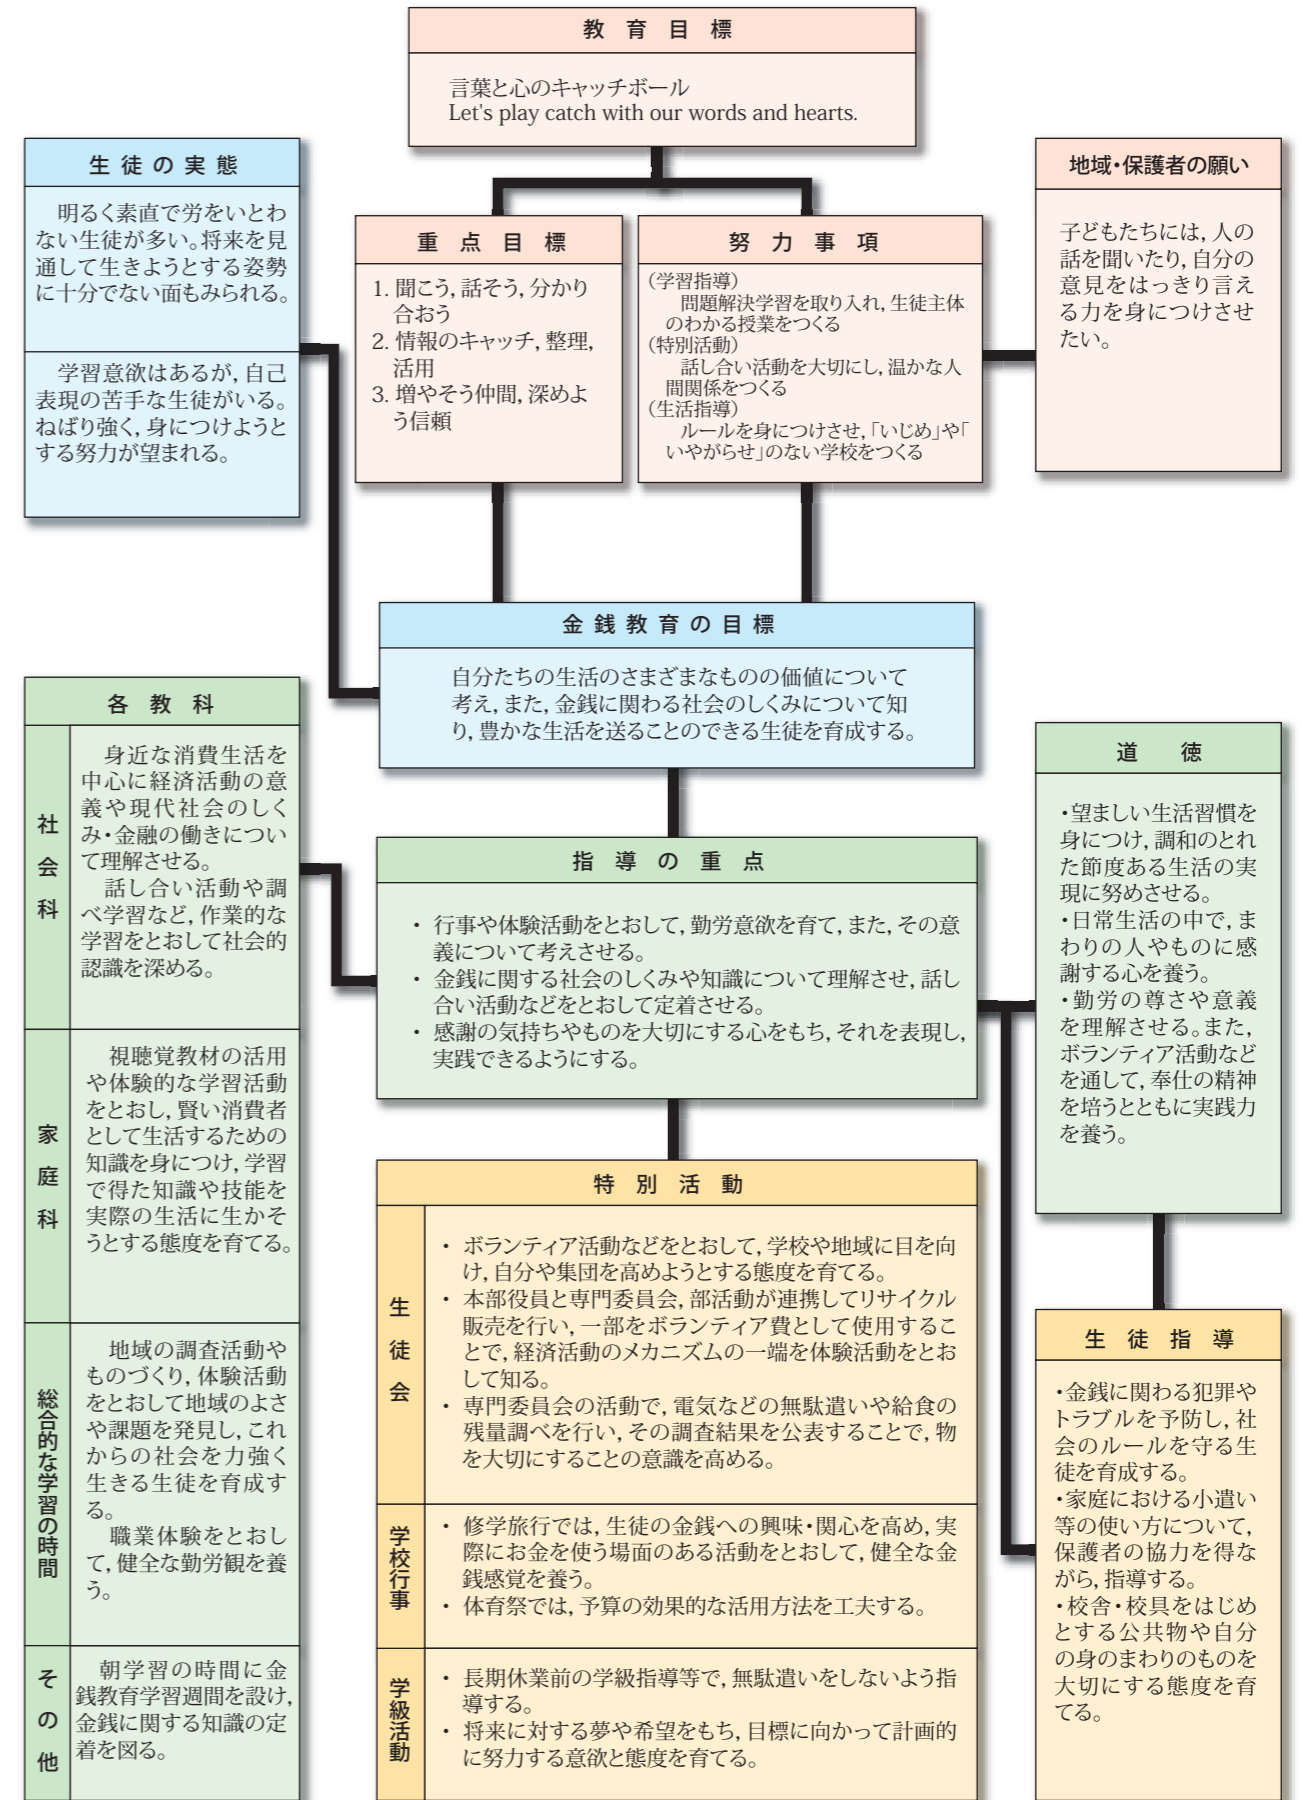 教育目標
言葉と心のキャッチボール
Let's play catch with our words and hearts.
生徒の実態
明るく素直で労をいとわ
ない生徒が多い。将来を見
通して生きようとする姿勢
に十分でない面もみられる。
学習意欲はあるが，自己
表現の苦手な生徒がいる。
ねばり強く，身につけようと
する努力が望まれる。
重点目標
1. 聞こう，話そう，分かり
合おう
2. 情報のキャッチ，整理，
活用
3. 増やそう仲間，深めよ
う信頼
努力事項
（学習指導）
問題解決学習を取り入れ，生徒主体
のわかる授業をつくる
（特別活動）
話し合い活動を大切にし，温かな人
間関係をつくる
（生活指導）
ルールを身につけさせ，「いじめ」や「
いやがらせ」のない学校をつくる
地域・保護者の願い
子どもたちには，人の
話を聞いたり，自分の
意見をはっきり言え
る力を身につけさせ
たい。
金銭教育の目標
自分たちの生活のさまざまなものの価値について
考え，また，金銭に関わる社会のしくみについて知
り，豊かな生活を送ることのできる生徒を育成する。
各教科
社会科
身近な消費生活を
中心に経済活動の意
義や現代社会のしく
み・金融の働きについ
て理解させる。
話し合い活動や調
べ学習など，作業的な
学習をとおして社会的
認識を深める。
家庭科
視聴覚教材の活用
や体験的な学習活動
をとおし，賢い消費者
として生活するための
知識を身につけ，学習
で得た知識や技能を
実際の生活に生かそ
うとする態度を育てる。
総合的な学習の時間
地域の調査活動や
ものづくり，体験活動
をとおして地域のよさ
や課題を発見し，これ
からの社会を力強く
生きる生徒を育成す
る。
職業体験をとおし
て，健全な勤労観を養
う。
その他
朝学習の時間に金
銭教育学習週間を設け，
金銭に関する知識の定
着を図る。
指導の重点
・ 行事や体験活動をとおして，勤労意欲を育て，また，その意
義について考えさせる。
・ 金銭に関する社会のしくみや知識について理解させ，話し
合い活動などをとおして定着させる。
・ 感謝の気持ちやものを大切にする心をもち，それを表現し，
実践できるようにする。
特別活動
生徒会
・ ボランティア活動などをとおして，学校や地域に目を向
け，自分や集団を高めようとする態度を育てる。
・ 本部役員と専門委員会，部活動が連携してリサイクル
販売を行い，一部をボランティア費として使用するこ
とで，経済活動のメカニズムの一端を体験活動をとお
して知る。
・ 専門委員会の活動で，電気などの無駄遣いや給食の
残量調べを行い，その調査結果を公表することで，物
を大切にすることの意識を高める。
学校行事
・ 修学旅行では，生徒の金銭への興味・関心を高め，実
際にお金を使う場面のある活動をとおして，健全な金
銭感覚を養う。
・ 体育祭では，予算の効果的な活用方法を工夫する。
学級活動
・ 長期休業前の学級指導等で，無駄遣いをしないよう指
導する。
・ 将来に対する夢や希望をもち，目標に向かって計画的
に努力する意欲と態度を育てる。
道徳
・望ましい生活習慣を
身につけ，調和のとれ
た節度ある生活の実
現に努めさせる。
・日常生活の中で，ま
わりの人やものに感
謝する心を養う。
・勤労の尊さや意義
を理解させる。また，
ボランティア活動など
を通して，奉仕の精神
を培うとともに実践力
を養う。
生徒指導
・金銭に関わる犯罪や
トラブルを予防し，社
会のルールを守る生
徒を育成する。
・家庭における小遣い
等の使い方について，
保護者の協力を得な
がら，指導する。
・校舎・校具をはじめ
とする公共物や自分
の身のまわりのものを
大切にする態度を育
てる。